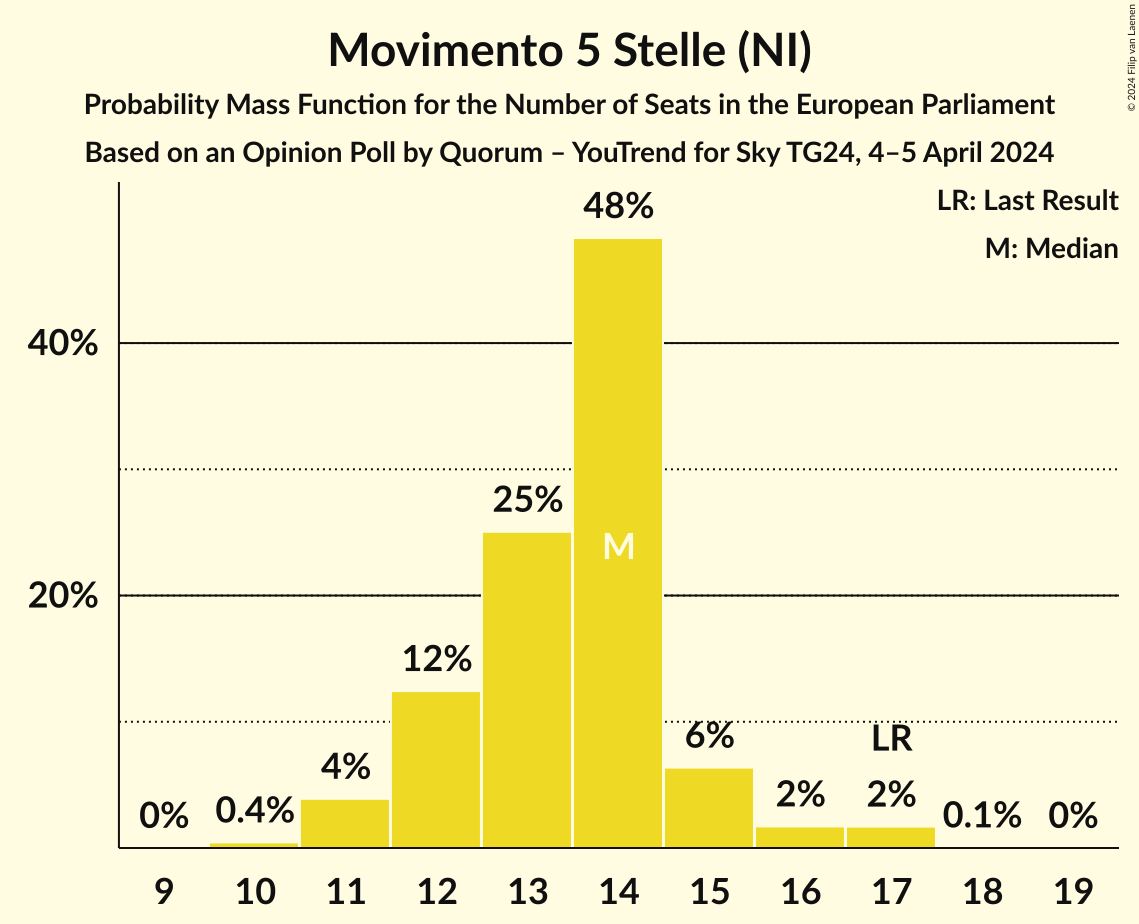 Movimento 5 Stelle (NI)
Probability Mass Function for the Number of Seats in the European Parliament
Based on an Opinion Poll by Quorum – YouTrend for Sky TG24, 4–5 April 2024
© 2024 Filip van Laenen
LR: Last Result
M: Median
48%
40%
25%
M
20%
12%
6%
LR
4%
2%
2%
0%
0.4%
0.1%
0%
9 10 11 12 13 14 15 16 17 18 19